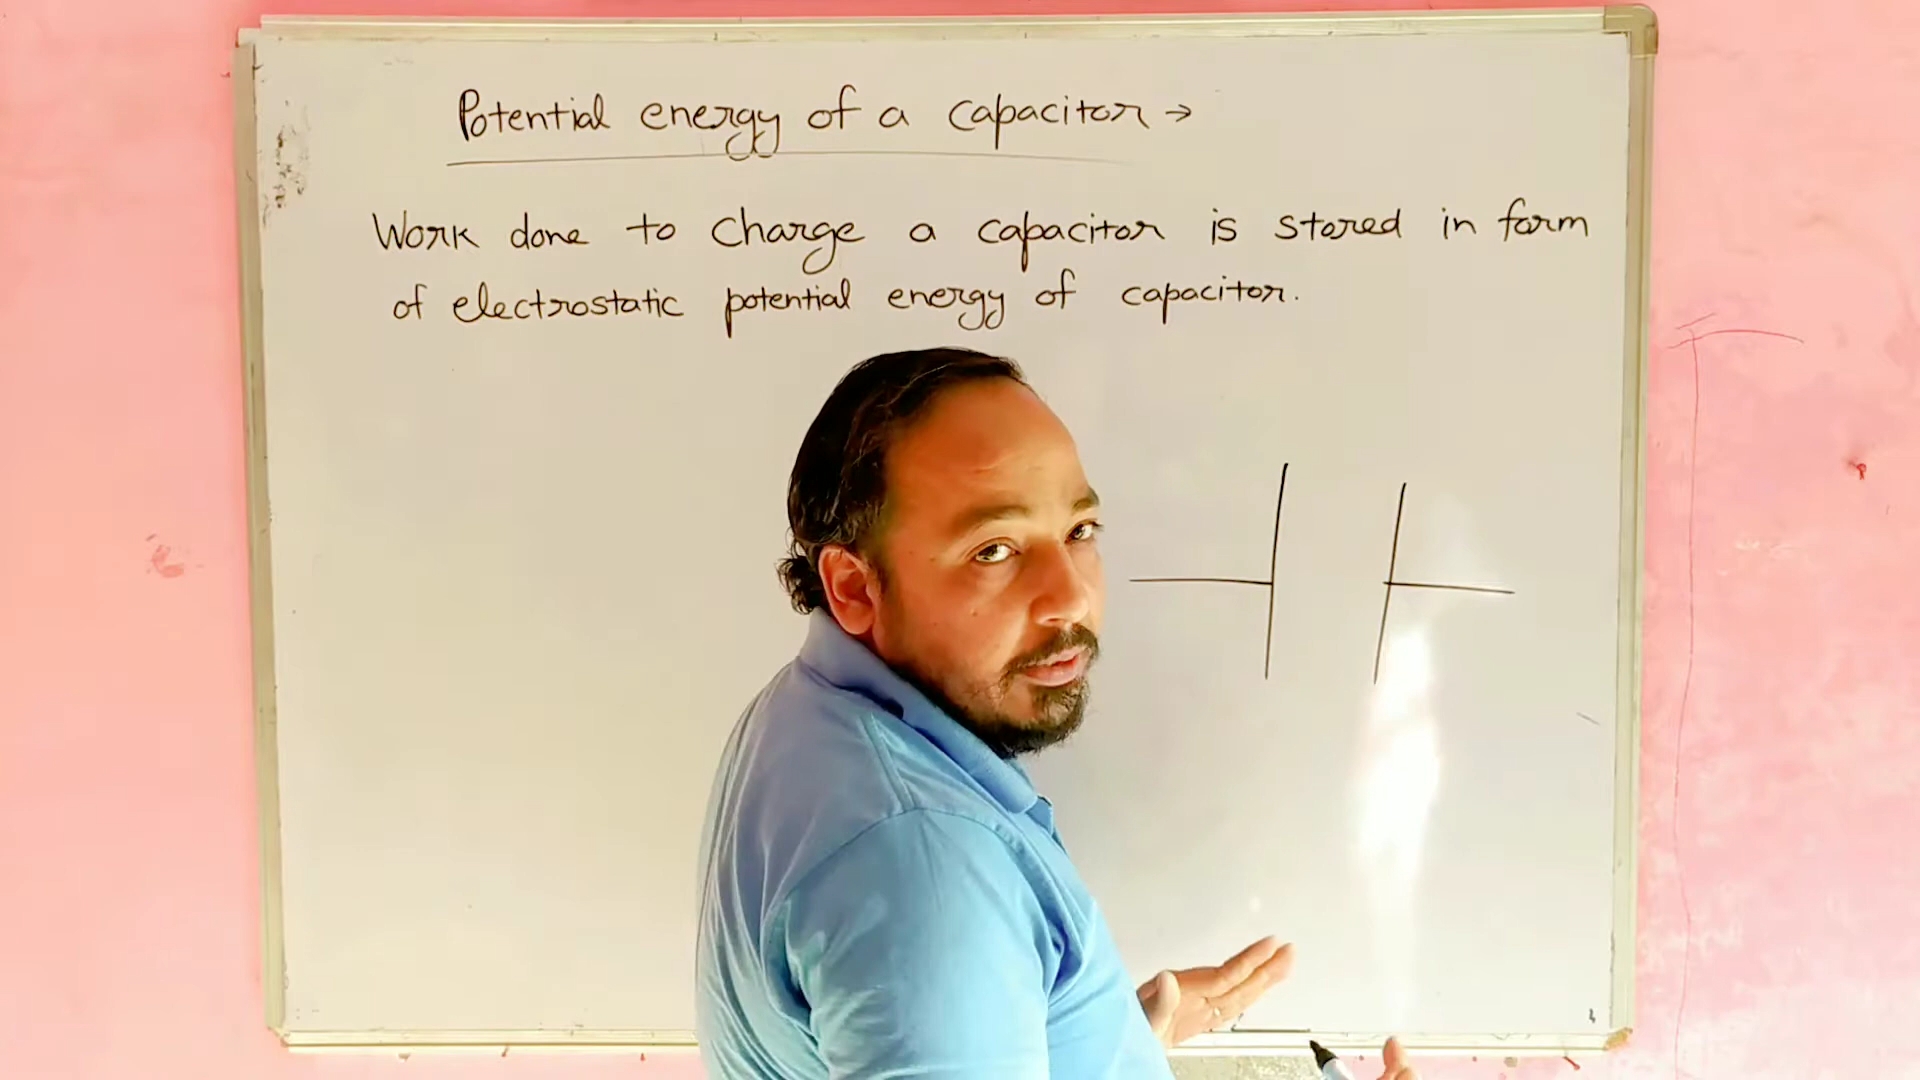 Potential energy of a capacitor →
Work done to charge a capacitor is stored in form
of electrostatic potential energy of capacitor.